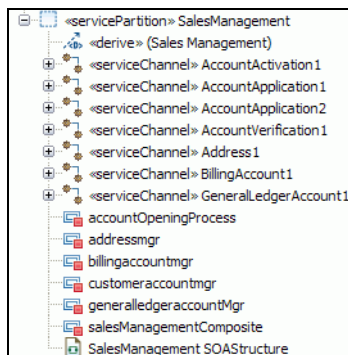 «servicePartition» SalesManagement
«derive» (Sales Management)
«serviceChannel» AccountActivation1
«serviceChannel» AccountApplication1
«serviceChannel» AccountApplication2
«serviceChannel» AccountVerification1
«serviceChannel» Address1
«serviceChannel» BillingAccount1
«serviceChannel» GeneralLedgerAccount1
accountOpeningProcess
addressmgr
billingaccountmgr
customeraccountmgr
generalledgeraccountMgr
salesManagementComposite
SalesManagement SOAStructure